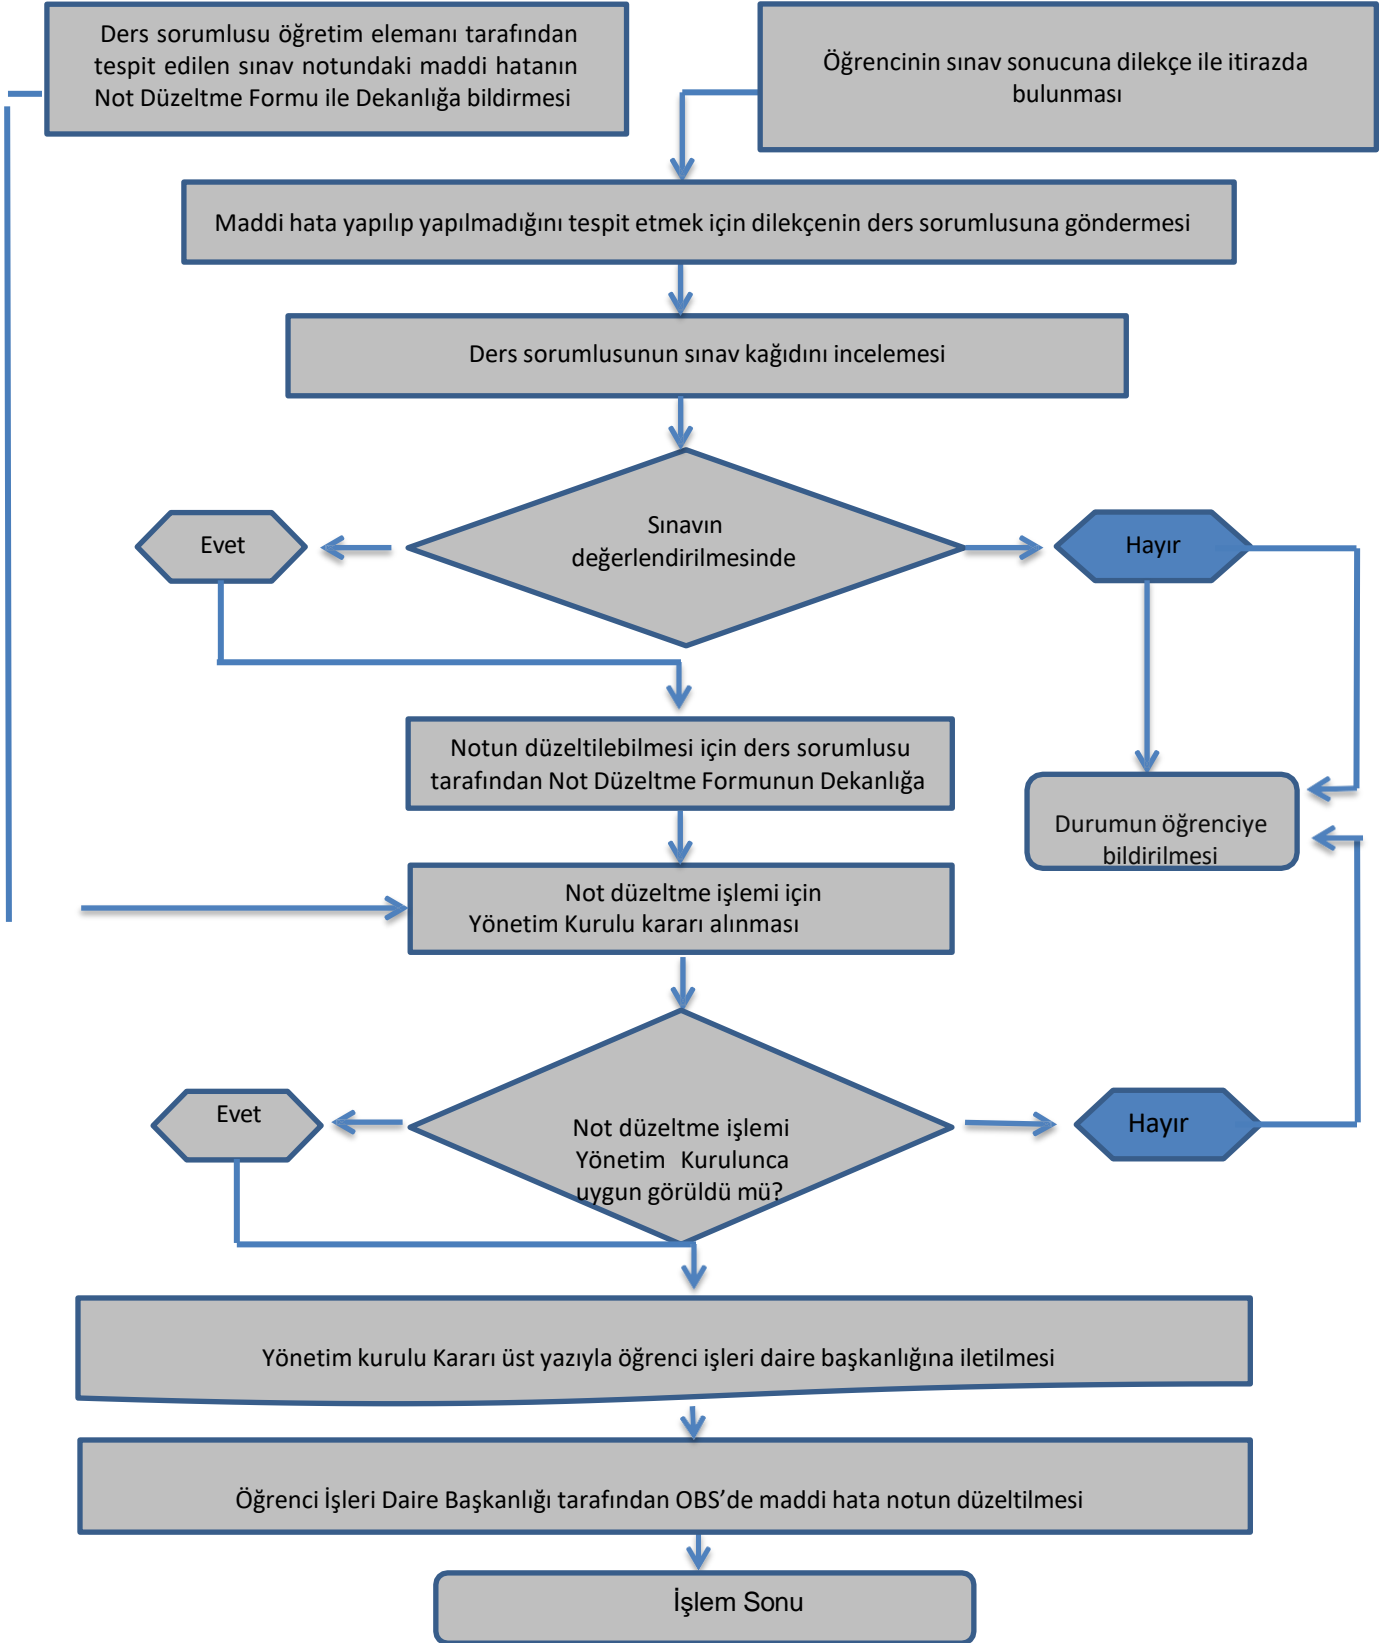 Ders sorumlusu öğretim elemanı tarafından
tespit edilen sınav notundaki maddi hatanın
Not Düzeltme Formu ile Dekanlığa bildirmesi
Öğrencinin sınav sonucuna dilekçe ile itirazda
bulunması
Maddi hata yapılıp yapılmadığını tespit etmek için dilekçenin ders sorumlusuna göndermesi
Ders sorumlusunun sınav kağıdını incelemesi
Sınavın
değerlendirilmesinde
Evet
Hayır
Notun düzeltilebilmesi için ders sorumlusu
tarafından Not Düzeltme Formunun Dekanlığa
Durumun öğrenciye
bildirilmesi
Not düzeltme işlemi için
Yönetim Kurulu kararı alınması
Evet
Not düzeltme işlemi
Yönetim Kurulunca
uygun görüldü mü?
Hayır
Yönetim kurulu Kararı üst yazıyla öğrenci işleri daire başkanlığına iletilmesi
Öğrenci İşleri Daire Başkanlığı tarafından OBS’de maddi hata notun düzeltilmesi
İşlem Sonu